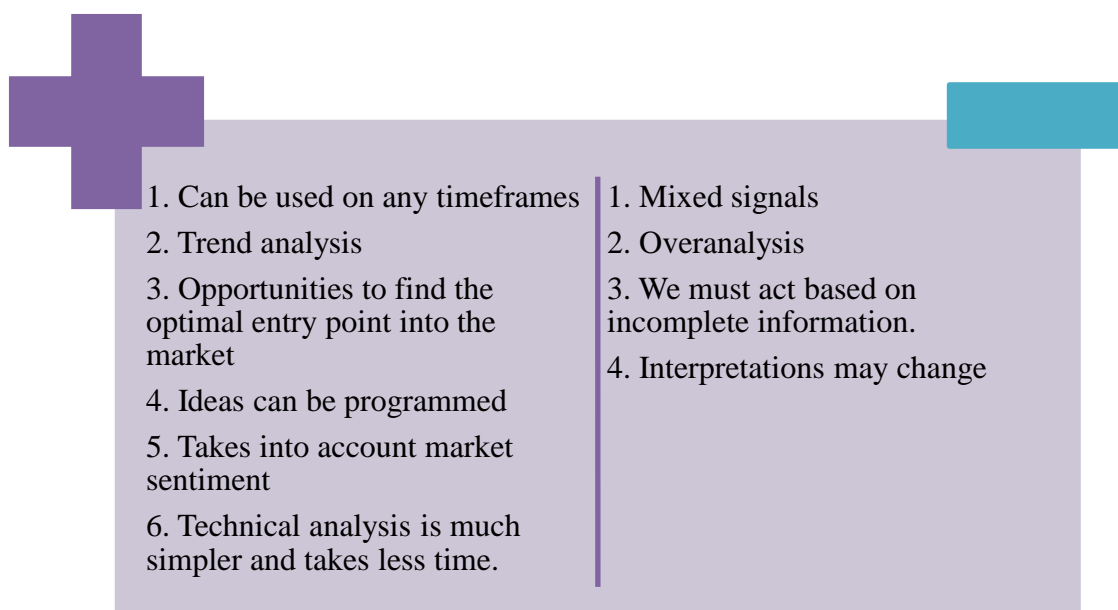 1. Can be used on any timeframes
2. Trend analysis
3. Opportunities to find the
optimal entry point into the
market
4. Ideas can be programmed
5. Takes into account market
sentiment
6. Technical analysis is much
simpler and takes less time.
1. Mixed signals
2. Overanalysis
3. We must act based on
incomplete information.
4. Interpretations may change